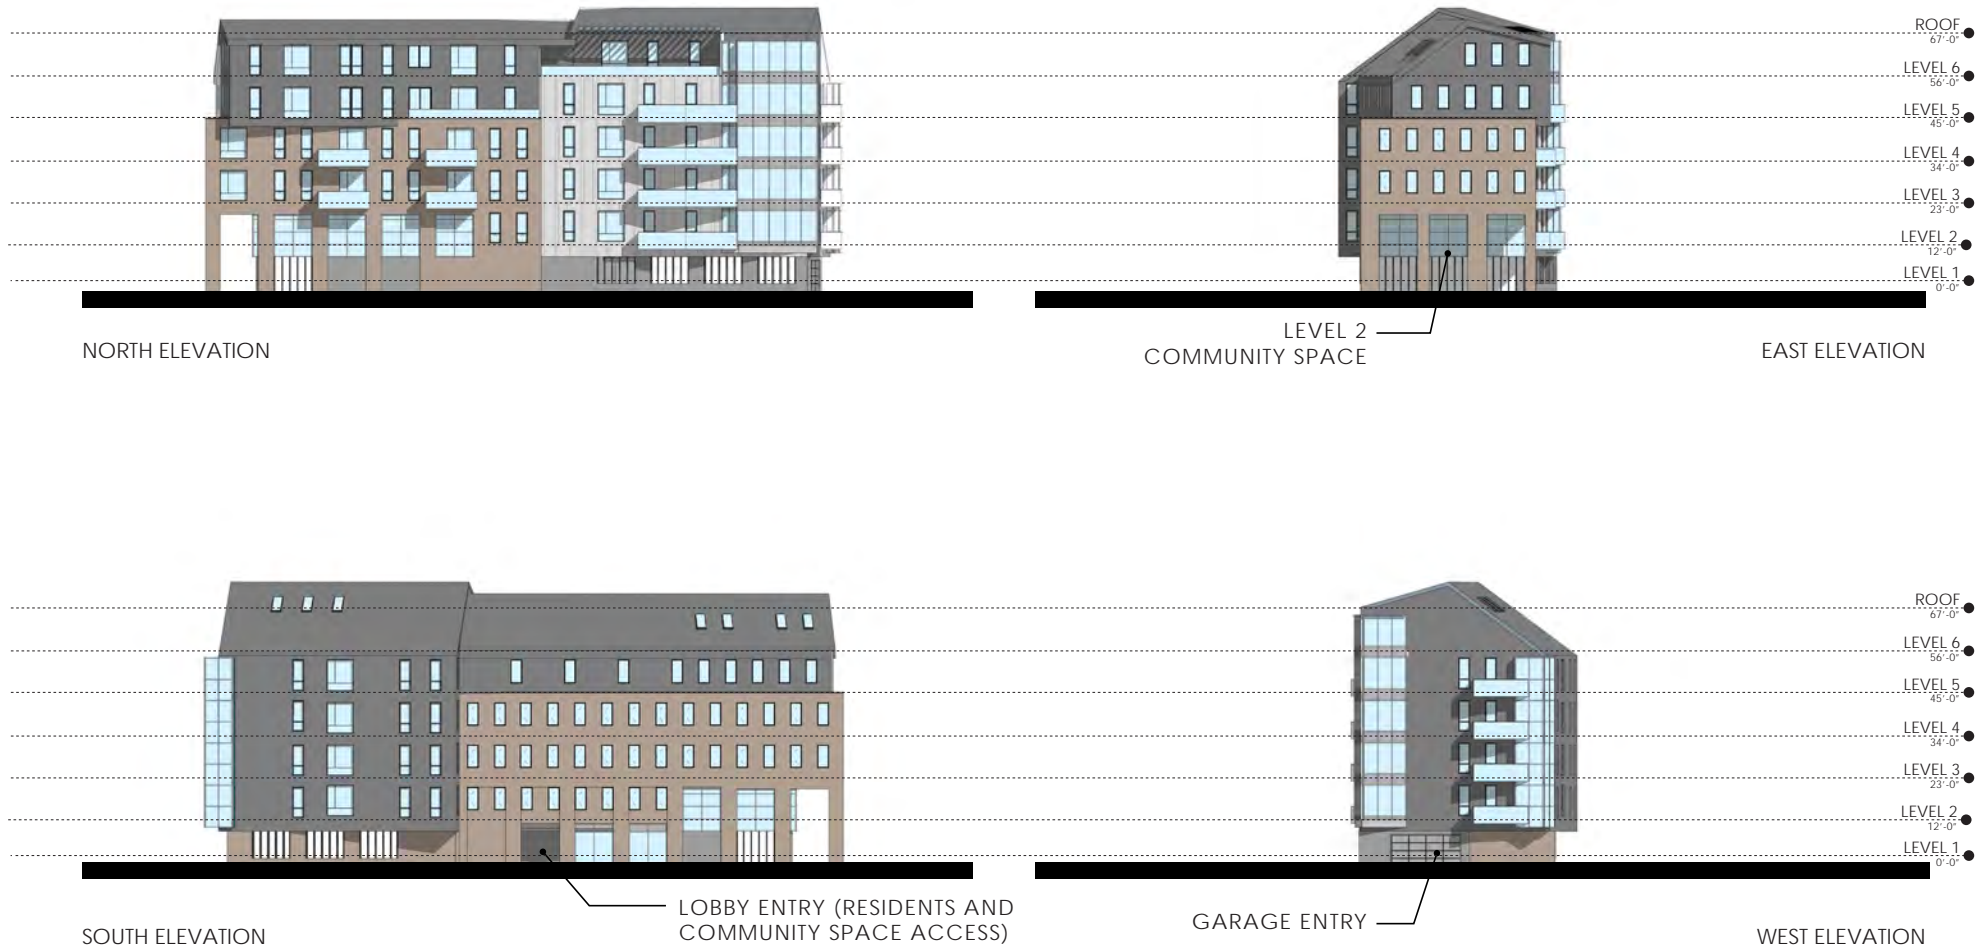 ROOF
67'-0"
LEVEL 6
56'-0"
LEVEL 5
45'-0"
LEVEL 4
34'-0"
LEVEL 3
23'-0"
LEVEL 2
12'-0"
LEVEL 1
0'-0"
LEVEL 2
COMMUNITY SPACE
NORTH ELEVATION
EAST ELEVATION
ROOF
67'-0"
LEVEL 6
56'-0"
LEVEL 5
45'-0"
LEVEL 4
34'-0"
LEVEL 3
23'-0"
LEVEL 2
12'-0"
LEVEL 1
0'-0"
LOBBY ENTRY (RESIDENTS AND
COMMUNITY SPACE ACCESS)
GARAGE ENTRY
SOUTH ELEVATION
WEST ELEVATION